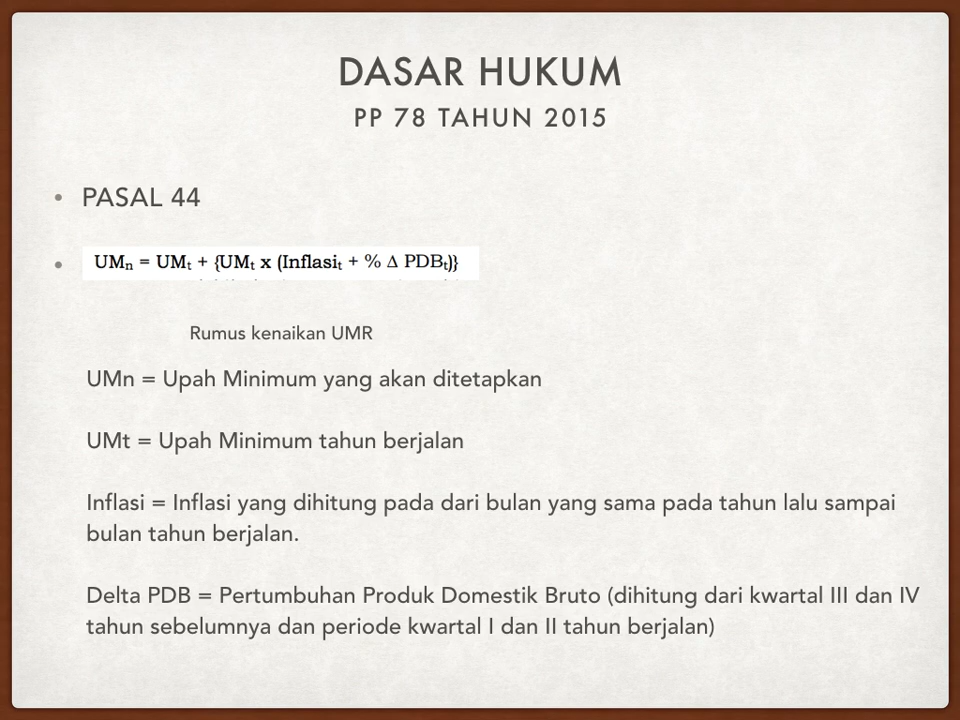 DASAR HUKUM
PP 78 TAHUN 2015
• PASAL 44
• UMₙ = UMₜ + {UMₜ x (Inflasiₜ + % Δ PDBₜ)}
Rumus kenaikan UMR
UMn = Upah Minimum yang akan ditetapkan
UMt = Upah Minimum tahun berjalan
Inflasi = Inflasi yang dihitung pada dari bulan yang sama pada tahun lalu sampai
bulan tahun berjalan.
Delta PDB = Pertumbuhan Produk Domestik Bruto (dihitung dari kwartal III dan IV
tahun sebelumnya dan periode kwartal I dan II tahun berjalan)